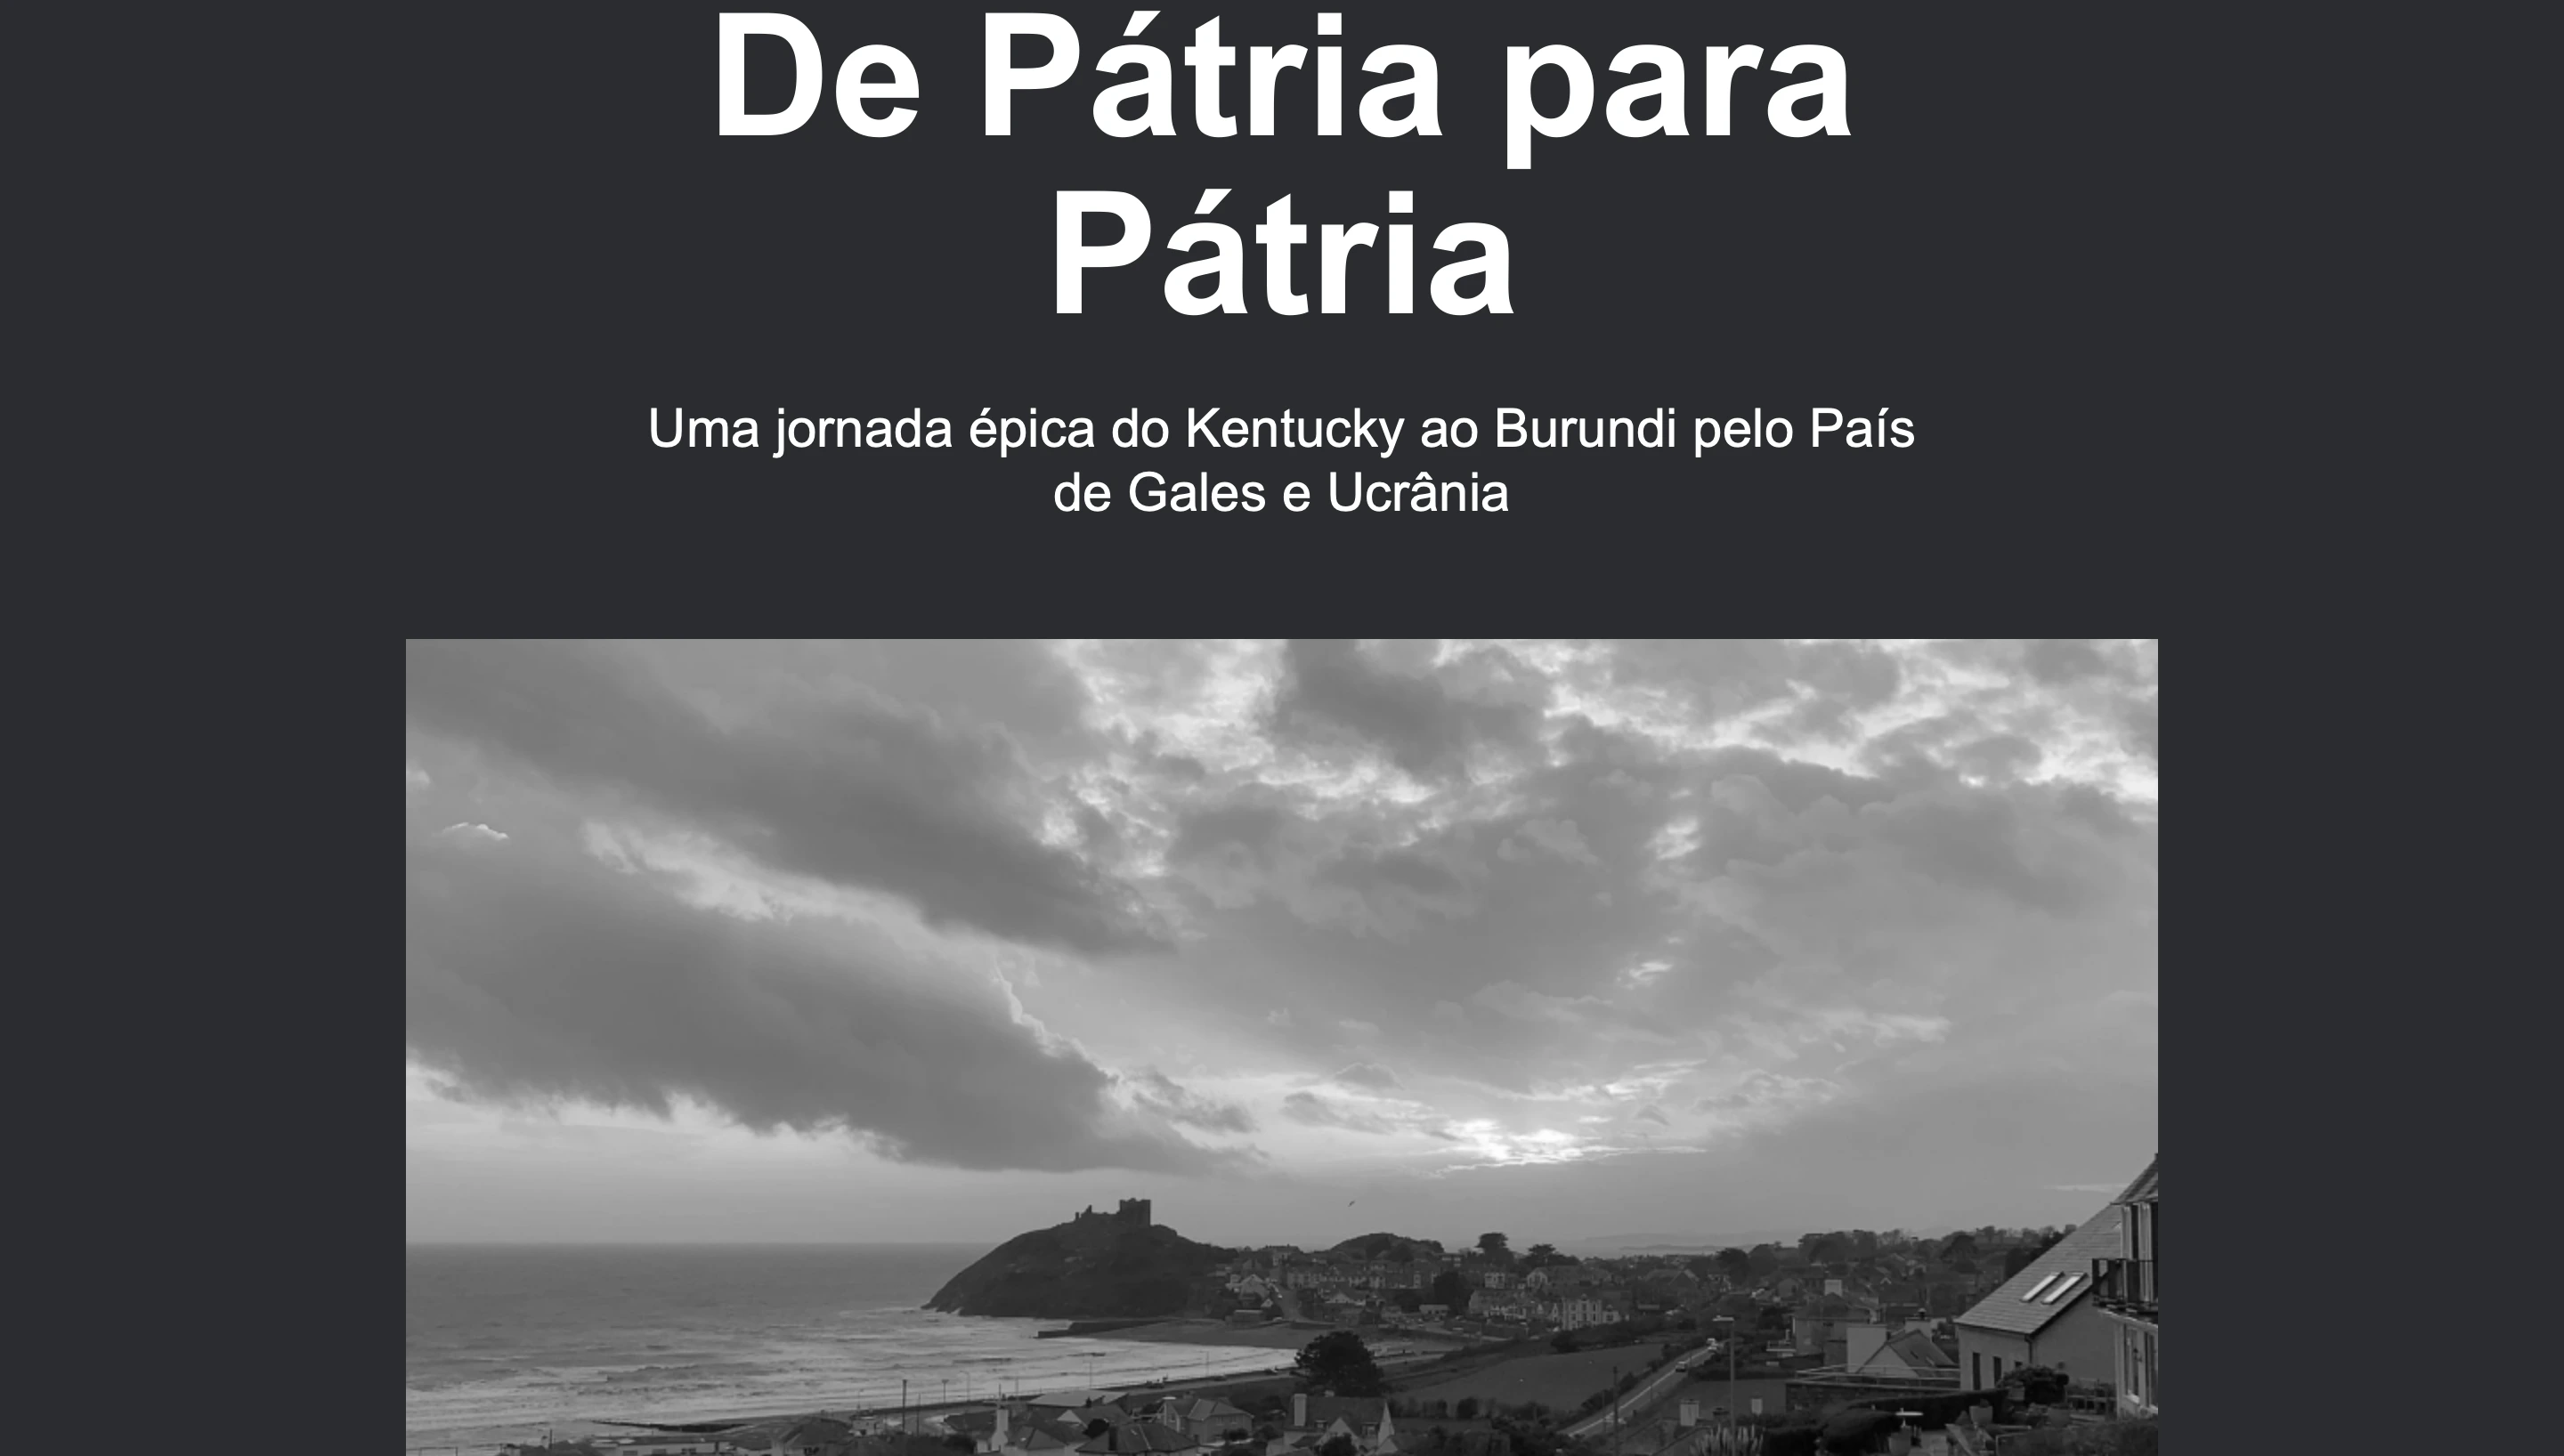 De Pátria para
Pátria
Uma jornada épica do Kentucky ao Burundi pelo País
de Gales e Ucrânia